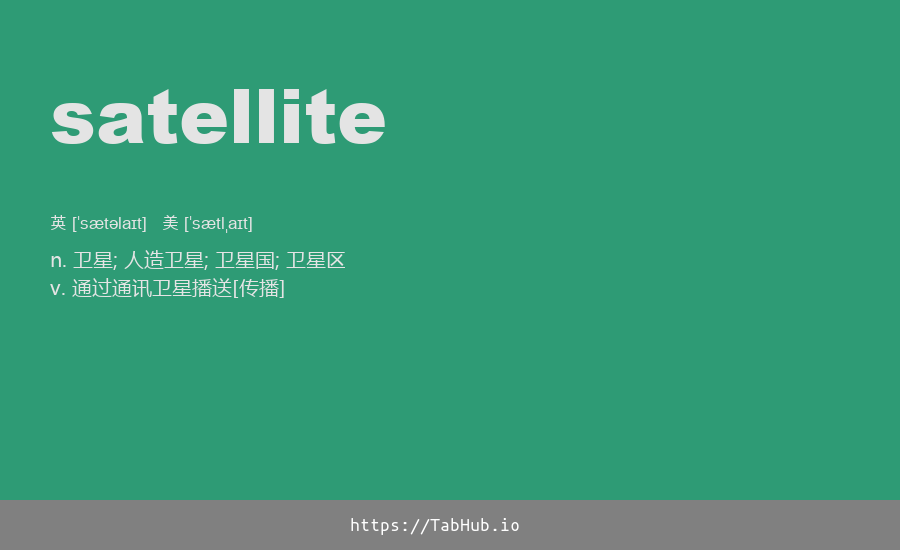 satellite
英 [ˈsætəlaɪt] 美 [ˈsætlˌaɪt]
n. 卫星; 人造卫星; 卫星国; 卫星区
v. 通过通讯卫星播送[传播]
https://TabHub.io